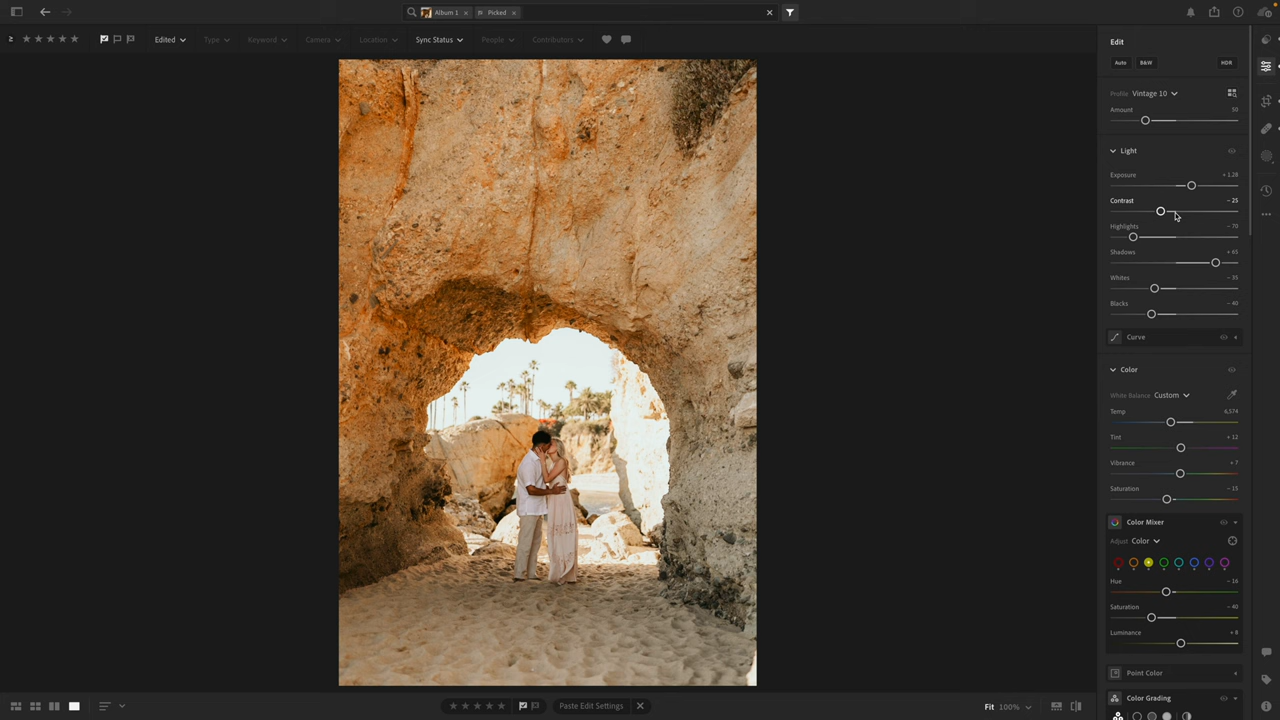 Album 1 × Picked ×
≥ Edited Type Keyword Camera Location Sync Status People Contributors
Edit
Auto B&W HDR
Profile Vintage 10
Amount 50
Light
Exposure + 1.28
Contrast − 25
Highlights − 70
Shadows + 65
Whites − 35
Blacks − 40
Curve
Color
White Balance Custom
Temp 6,574
Tint + 12
Vibrance + 7
Saturation − 15
Color Mixer
Adjust Color
Hue − 16
Saturation − 40
Luminance + 8
Point Color
Color Grading
Paste Edit Settings
Fit 100%